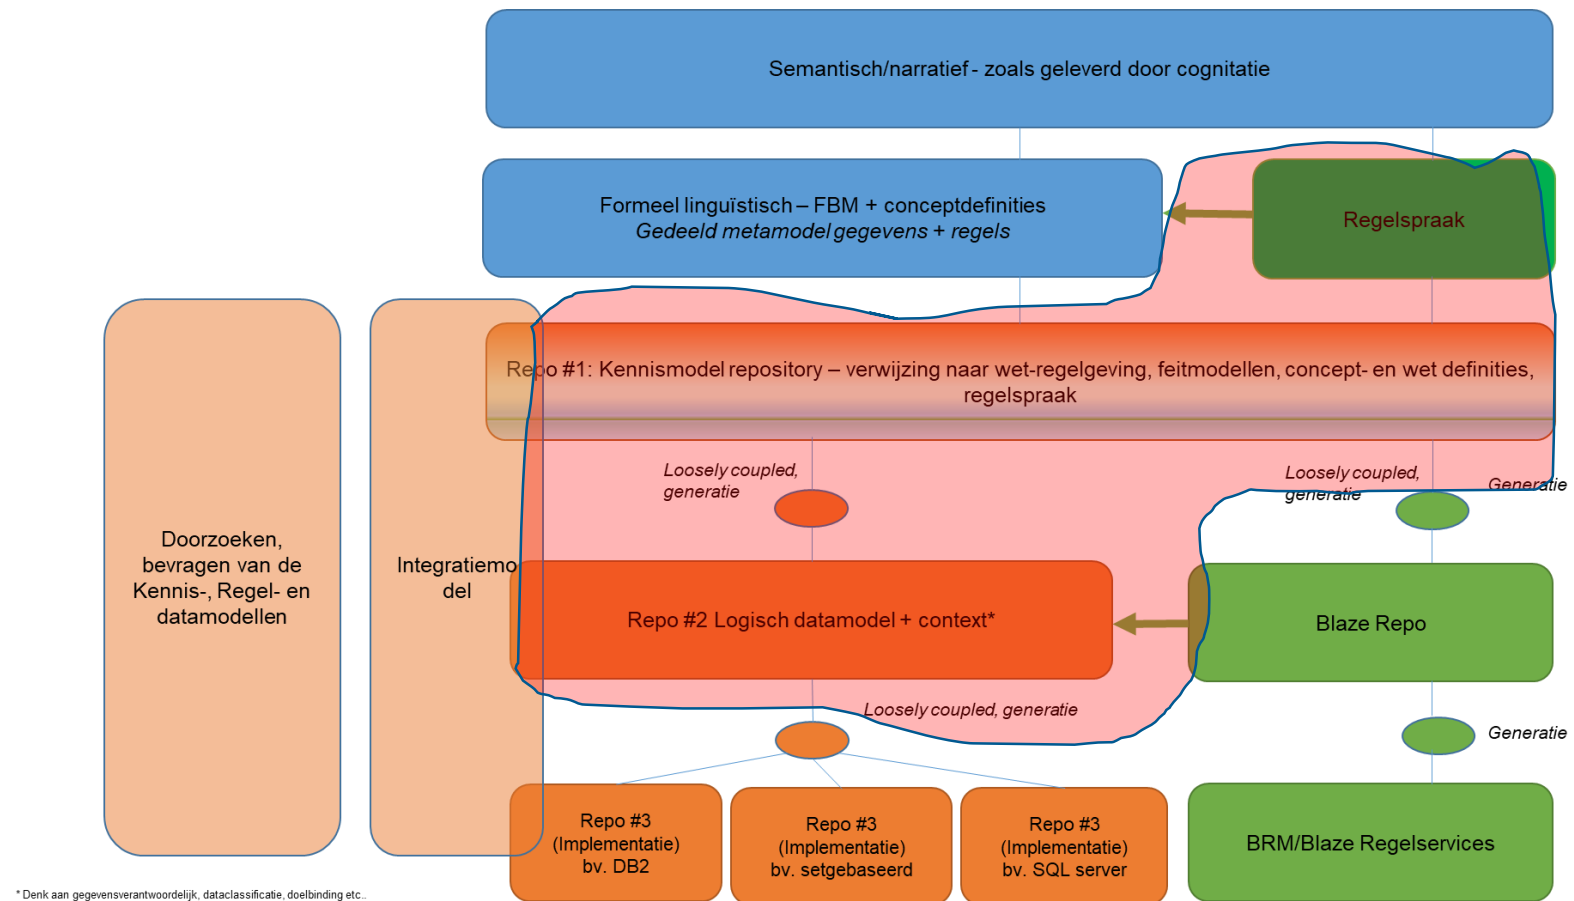 Semantisch/narratief - zoals geleverd door cognitatie
Formeel linguïstisch – FBM + conceptdefinities
Gedeeld metamodel gegevens + regels
Regelspraak
Repo #1: Kennismodel repository – verwijzing naar wet-regelgeving, feitmodellen, concept- en wet definities,
regelspraak
Loosely coupled,
generatie
Loosely coupled,
generatie
Generatie
Doorzoeken,
bevragen van de
Kennis-, Regel- en
datamodellen
Integratiemo
del
Repo #2 Logisch datamodel + context*
Blaze Repo
Loosely coupled, generatie
Generatie
Repo #3
(Implementatie)
bv. DB2
Repo #3
(Implementatie)
bv. setgebaseerd
Repo #3
(Implementatie)
bv. SQL server
BRM/Blaze Regelservices
* Denk aan gegevensverantwoordelijk, dataclassificatie, doelbinding etc..